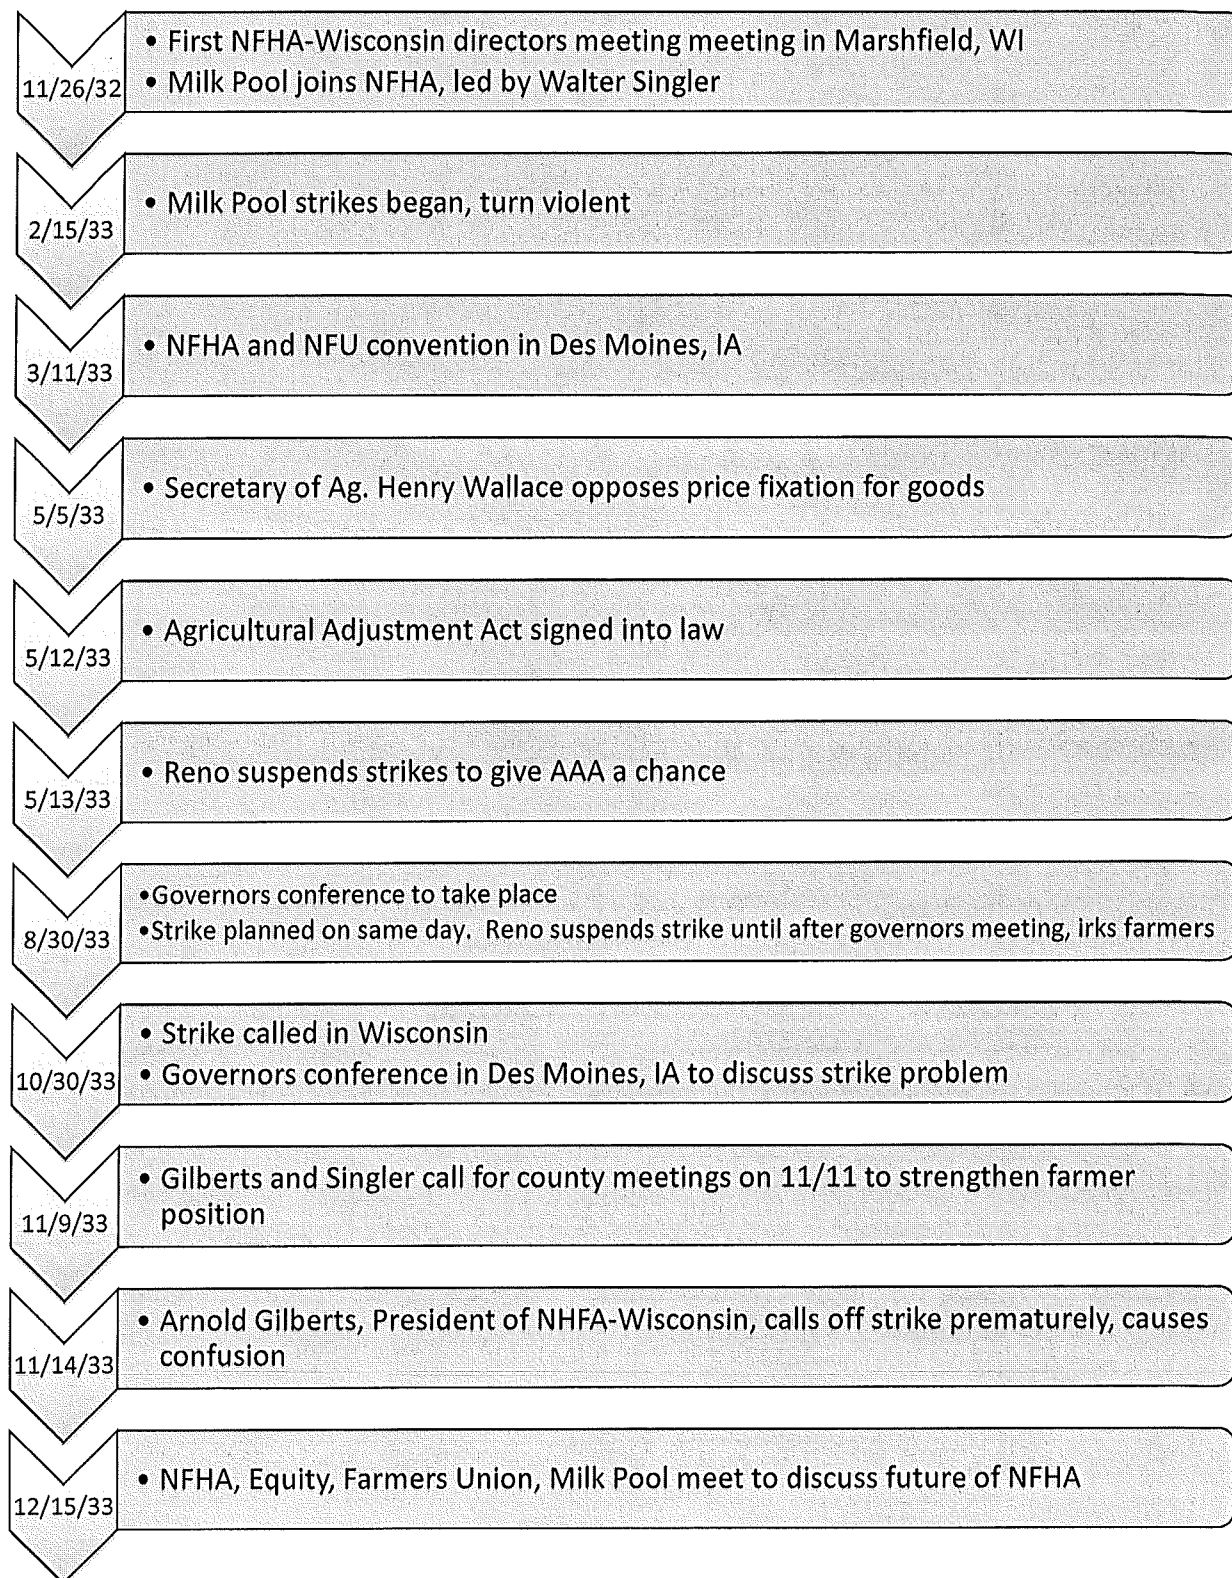 11/26/32
• First NFHA-Wisconsin directors meeting meeting in Marshfield, WI
• Milk Pool joins NFHA, led by Walter Singler
2/15/33
• Milk Pool strikes began, turn violent
3/11/33
• NFHA and NFU convention in Des Moines, IA
5/5/33
• Secretary of Ag. Henry Wallace opposes price fixation for goods
5/12/33
• Agricultural Adjustment Act signed into law
5/13/33
• Reno suspends strikes to give AAA a chance
8/30/33
•Governors conference to take place
•Strike planned on same day.  Reno suspends strike until after governors meeting, irks farmers
10/30/33
• Strike called in Wisconsin
• Governors conference in Des Moines, IA to discuss strike problem
11/9/33
• Gilberts and Singler call for county meetings on 11/11 to strengthen farmer
position
11/14/33
• Arnold Gilberts, President of NHFA-Wisconsin, calls off strike prematurely, causes
confusion
12/15/33
• NFHA, Equity, Farmers Union, Milk Pool meet to discuss future of NFHA